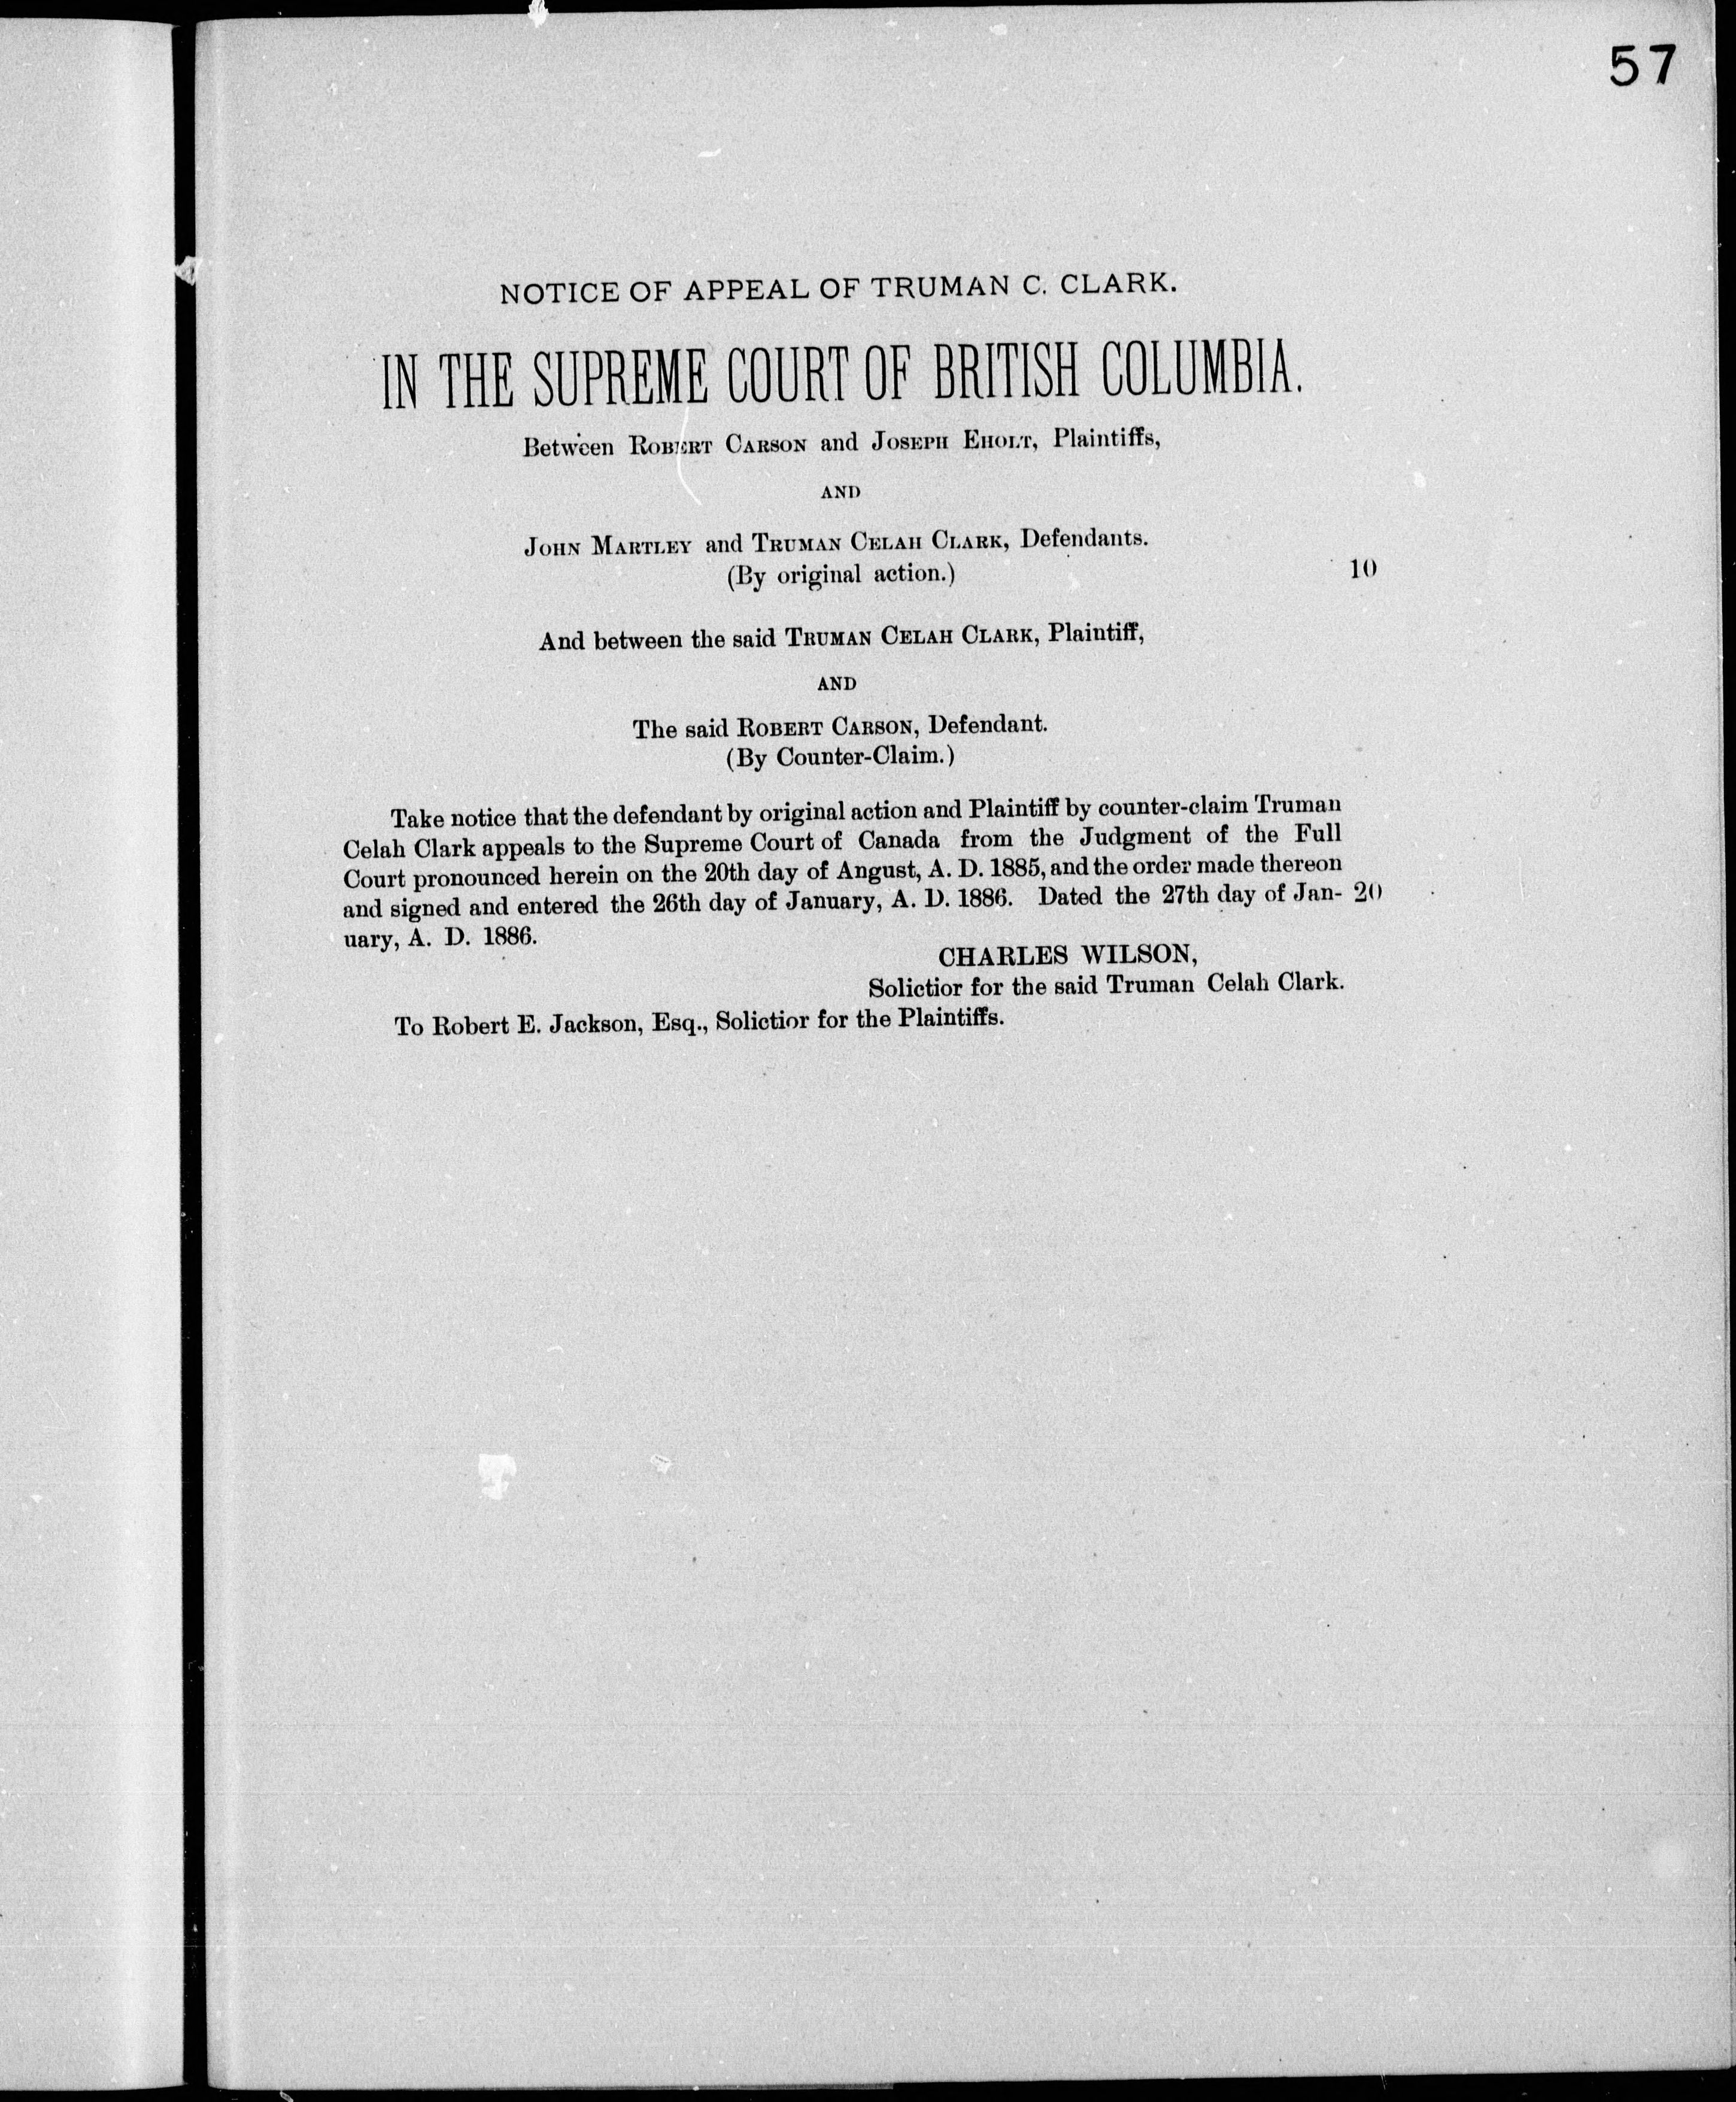 57
NOTICE OF APPEAL OF TRUMAN C. CLARK.
IN THE SUPREME COURT OF BRITISH COLUMBIA.
Between ROBERT CARSON and JOSEPH EHOLT, Plaintiffs,
AND
JOHN MARTLEY and TRUMAN CELAH CLARK, Defendants.
(By original action.) 10
And between the said TRUMAN CELAH CLARK, Plaintiff,
AND
The said ROBERT CARSON, Defendant.
(By Counter-Claim.)
Take notice that the defendant by original action and Plaintiff by counter-claim Truman
Celah Clark appeals to the Supreme Court of Canada from the Judgment of the Full
Court pronounced herein on the 20th day of Angust, A. D. 1885, and the order made thereon
and signed and entered the 26th day of January, A. D. 1886. Dated the 27th day of Jan- 20
uary, A. D. 1886.
CHARLES WILSON,
Solictior for the said Truman Celah Clark.
To Robert E. Jackson, Esq., Solictior for the Plaintiffs.